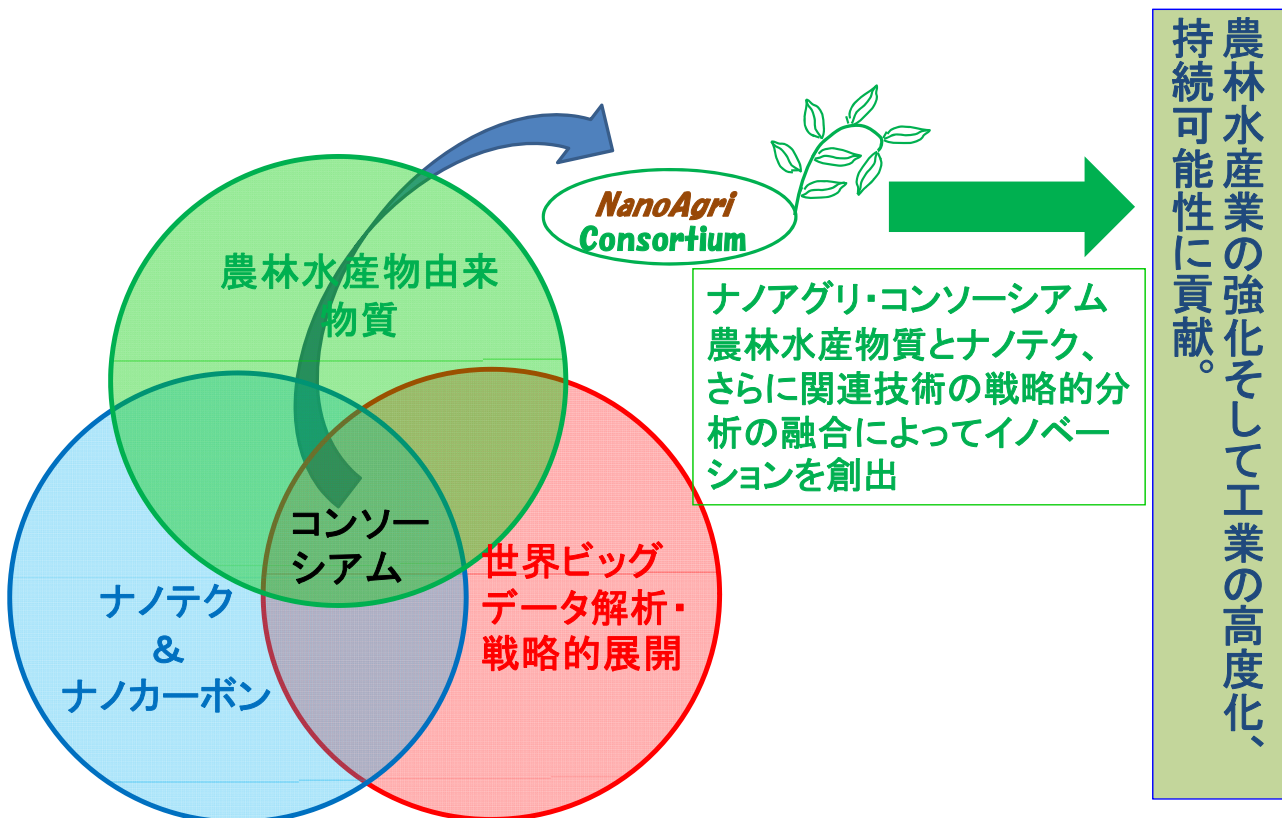 農林水産物由来
物質
ナノテク
&
ナノカーボン
世界ビッグ
データ解析・
戦略的展開
コンソー
シアム
NanoAgri
Consortium
ナノアグリ・コンソーシアム
農林水産物質とナノテク、
さらに関連技術の戦略的分
析の融合によってイノベー
ションを創出
農林水産業の強化そして工業の高度化、
持続可能性に貢献。